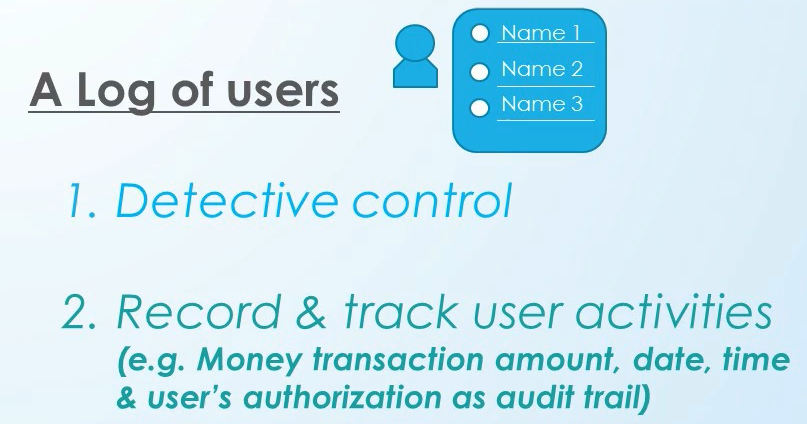 A Log of users
Name 1
Name 2
Name 3
1. Detective control
2. Record & track user activities
(e.g. Money transaction amount, date, time
& user's authorization as audit trail)